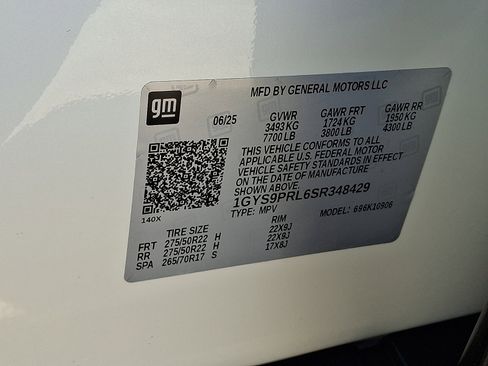 MFD BY GENERAL MOTORS LLC
gm
06/25 GVWR GAWR FRT GAWR RR
3493 KG 1724 KG 1950 KG
7700 LB 3800 LB 4300 LB
THIS VEHICLE CONFORMS TO ALL
APPLICABLE U.S. FEDERAL MOTOR
VEHICLE SAFETY STANDARDS IN EFFECT
ON THE DATE OF MANUFACTURE
SHOWN ABOVE.
1GYS9PRL6SR348429
TYPE: MPV MODEL: 696K10906
140X
TIRE SIZE RIM
FRT 275/50R22 H 22X9J
RR 275/50R22 H 22X9J
SPA 265/70R17 S 17X8J